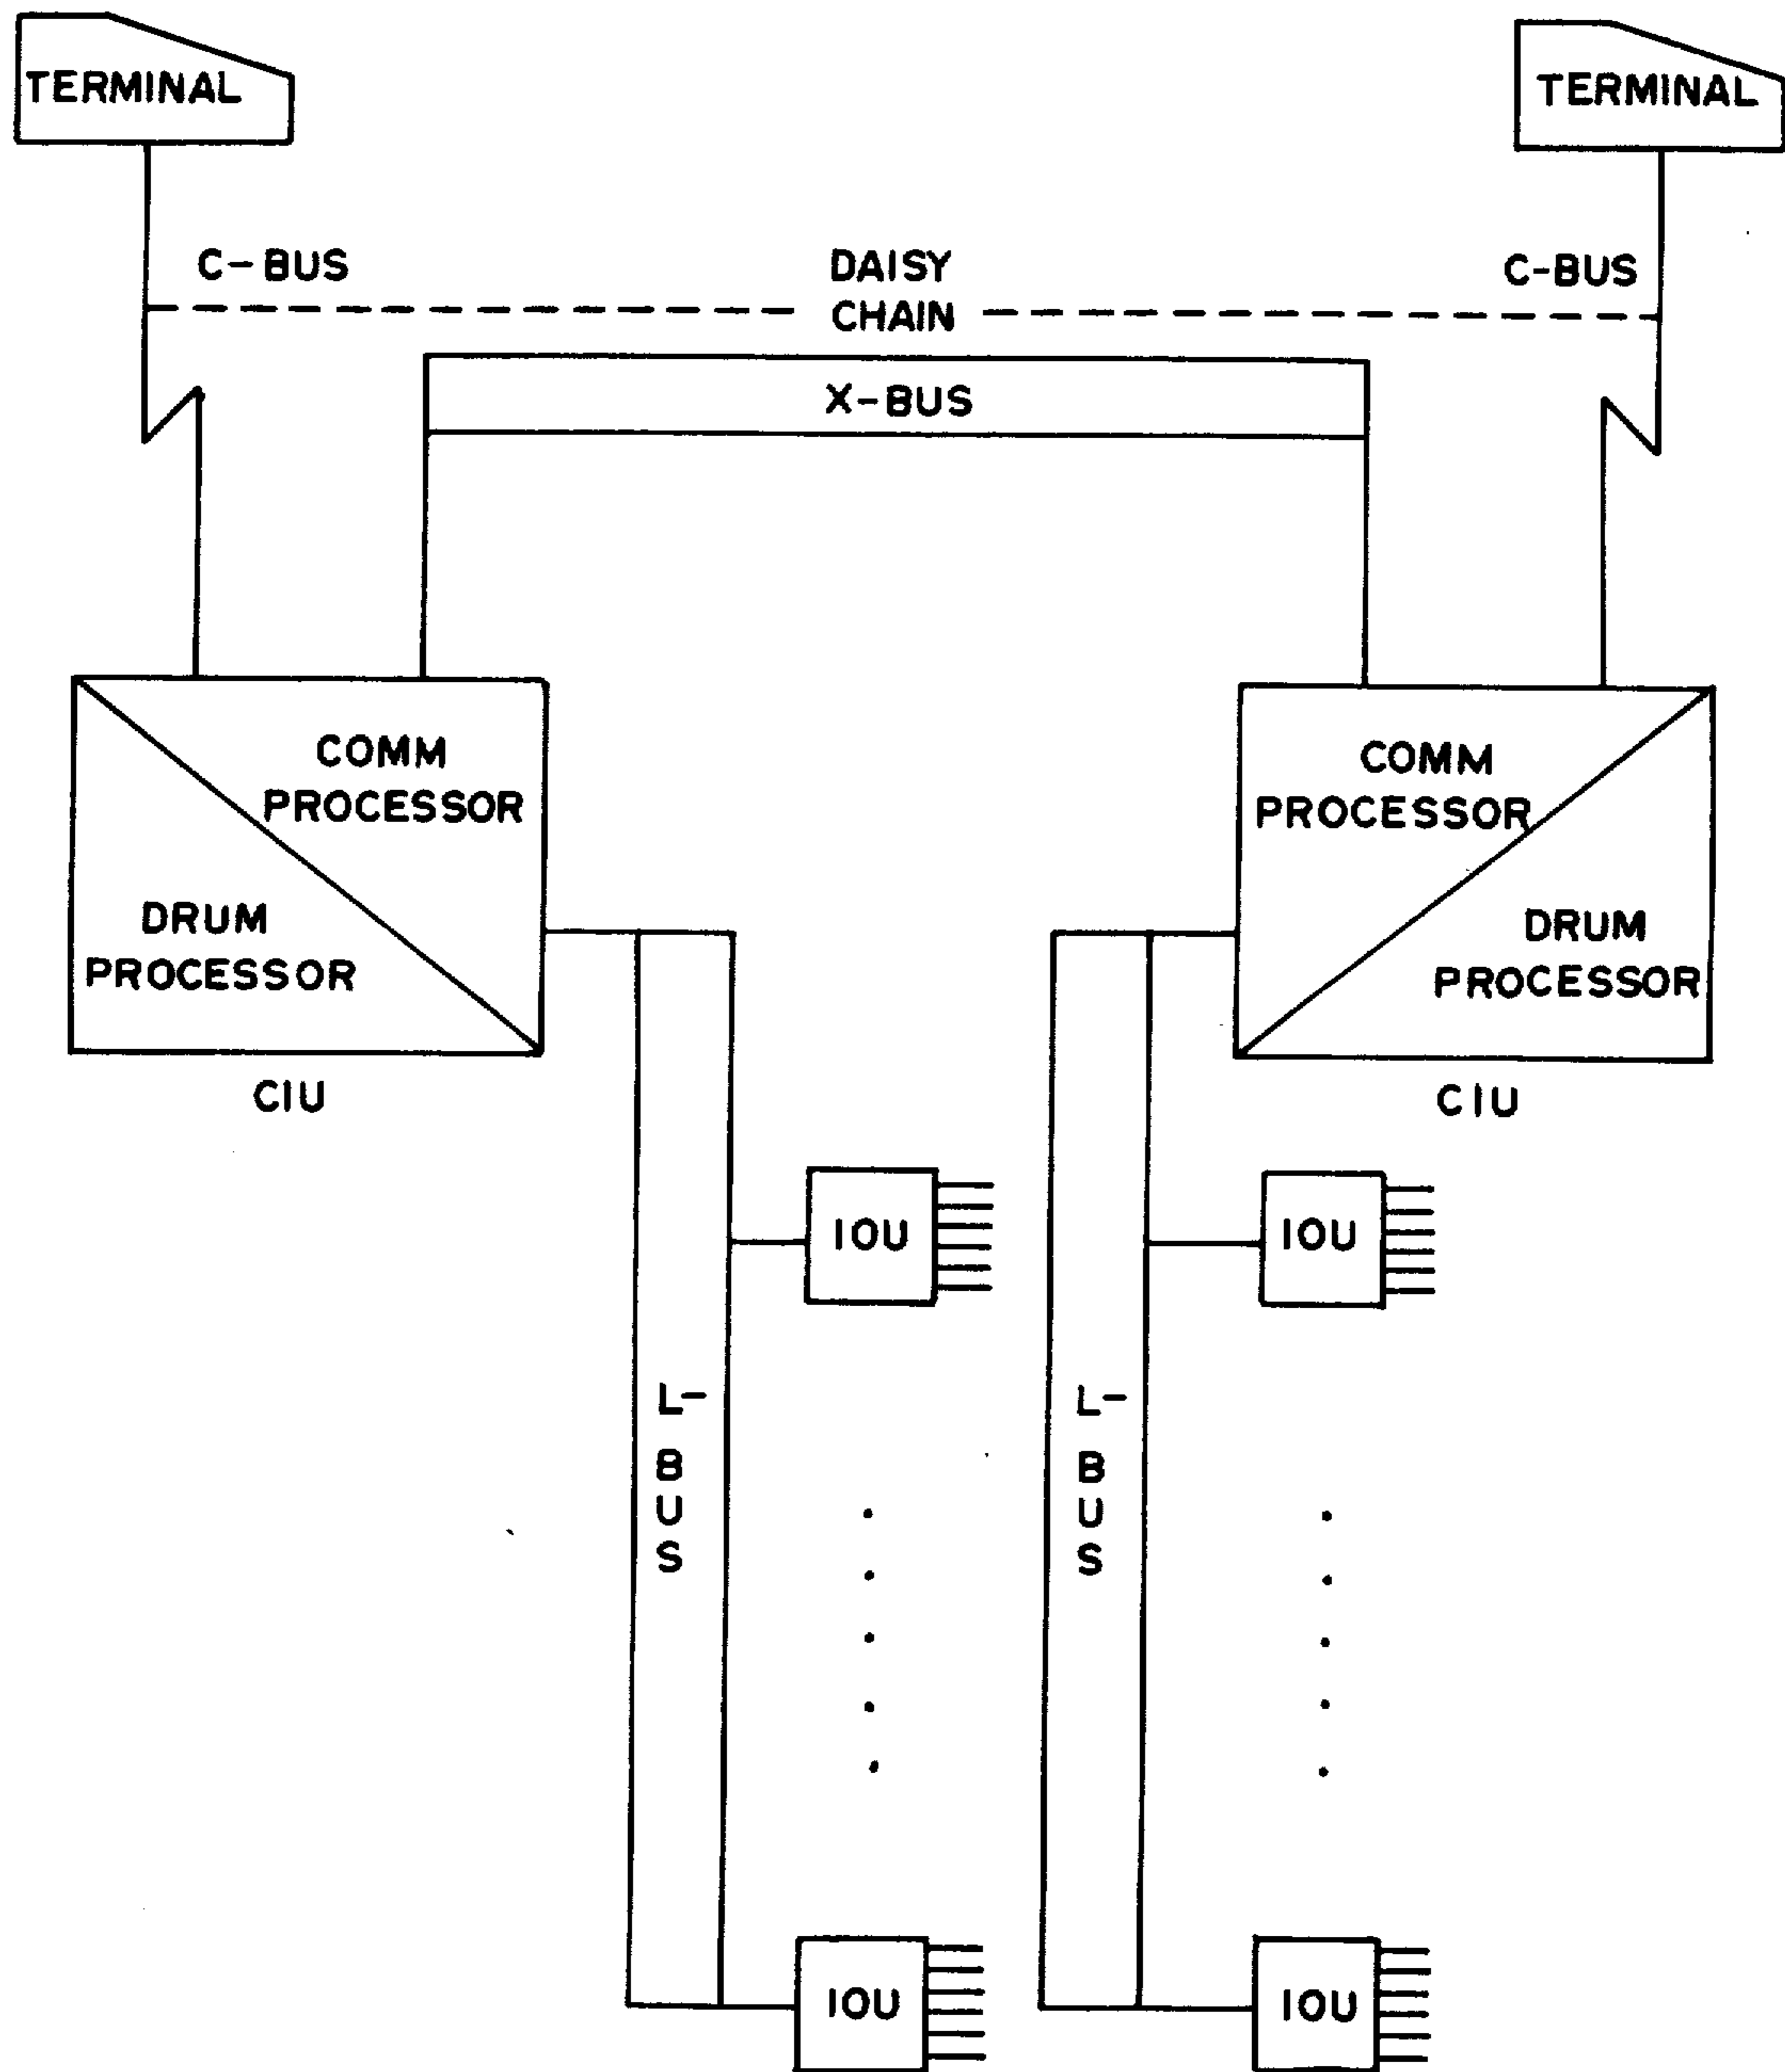 TERMINAL
TERMINAL
C-BUS
DAISY
CHAIN
C-BUS
X-BUS
COMM
PROCESSOR
DRUM
PROCESSOR
CIU
COMM
PROCESSOR
DRUM
PROCESSOR
CIU
IOU
IOU
L-
B
U
S
L-
B
U
S
IOU
IOU